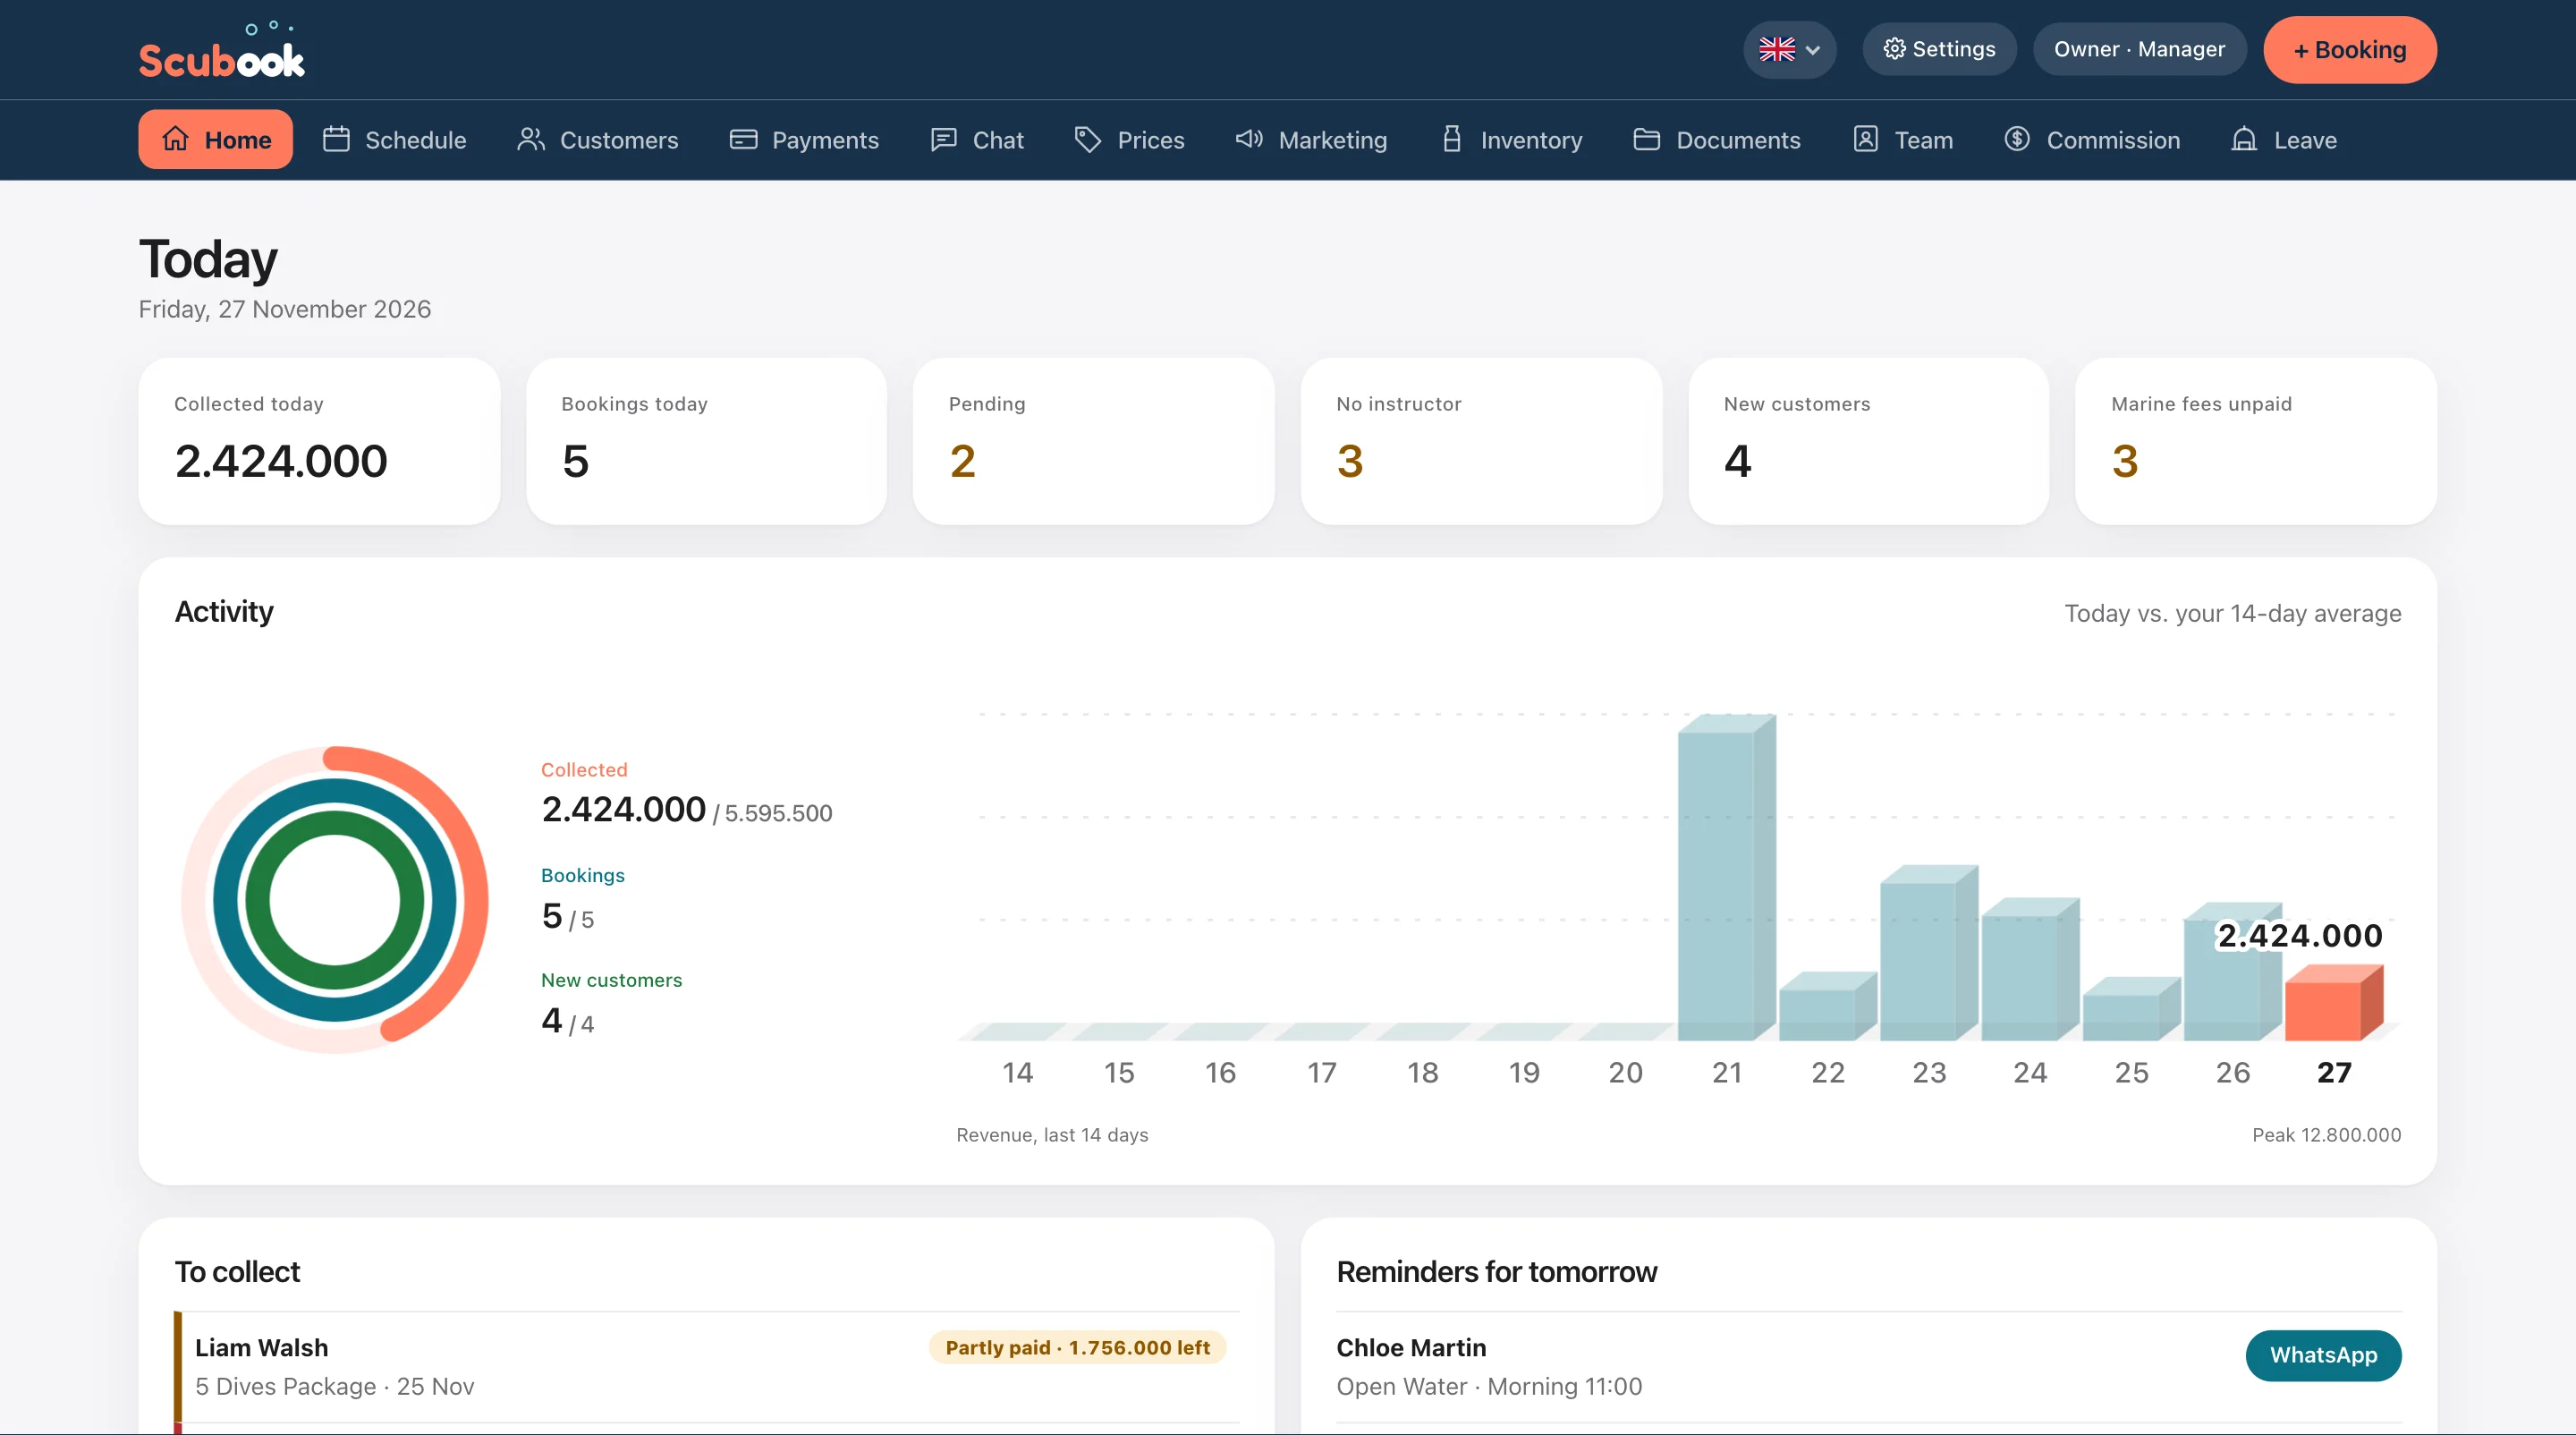 Scubook
Settings
Owner · Manager
+ Booking
Home
Schedule
Customers
Payments
Chat
Prices
Marketing
Inventory
Documents
Team
Commission
Leave
Today
Friday, 27 November 2026
Collected today
2.424.000
Bookings today
5
Pending
2
No instructor
3
New customers
4
Marine fees unpaid
3
Activity
Today vs. your 14-day average
Collected
2.424.000 / 5.595.500
Bookings
5 / 5
New customers
4 / 4
2.424.000
14 15 16 17 18 19 20 21 22 23 24 25 26 27
Revenue, last 14 days
Peak 12.800.000
To collect
Liam Walsh
Partly paid · 1.756.000 left
5 Dives Package · 25 Nov
Reminders for tomorrow
Chloe Martin
Open Water · Morning 11:00
WhatsApp